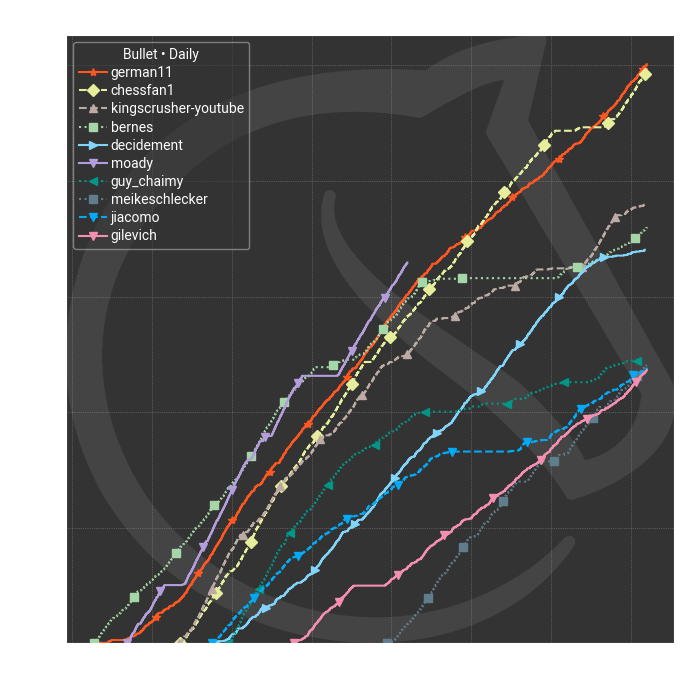 Bullet • Daily
german11
chessfan1
kingscrusher-youtube
bernes
decidement
moady
guy_chaimy
meikeschlecker
jiacomo
gilevich